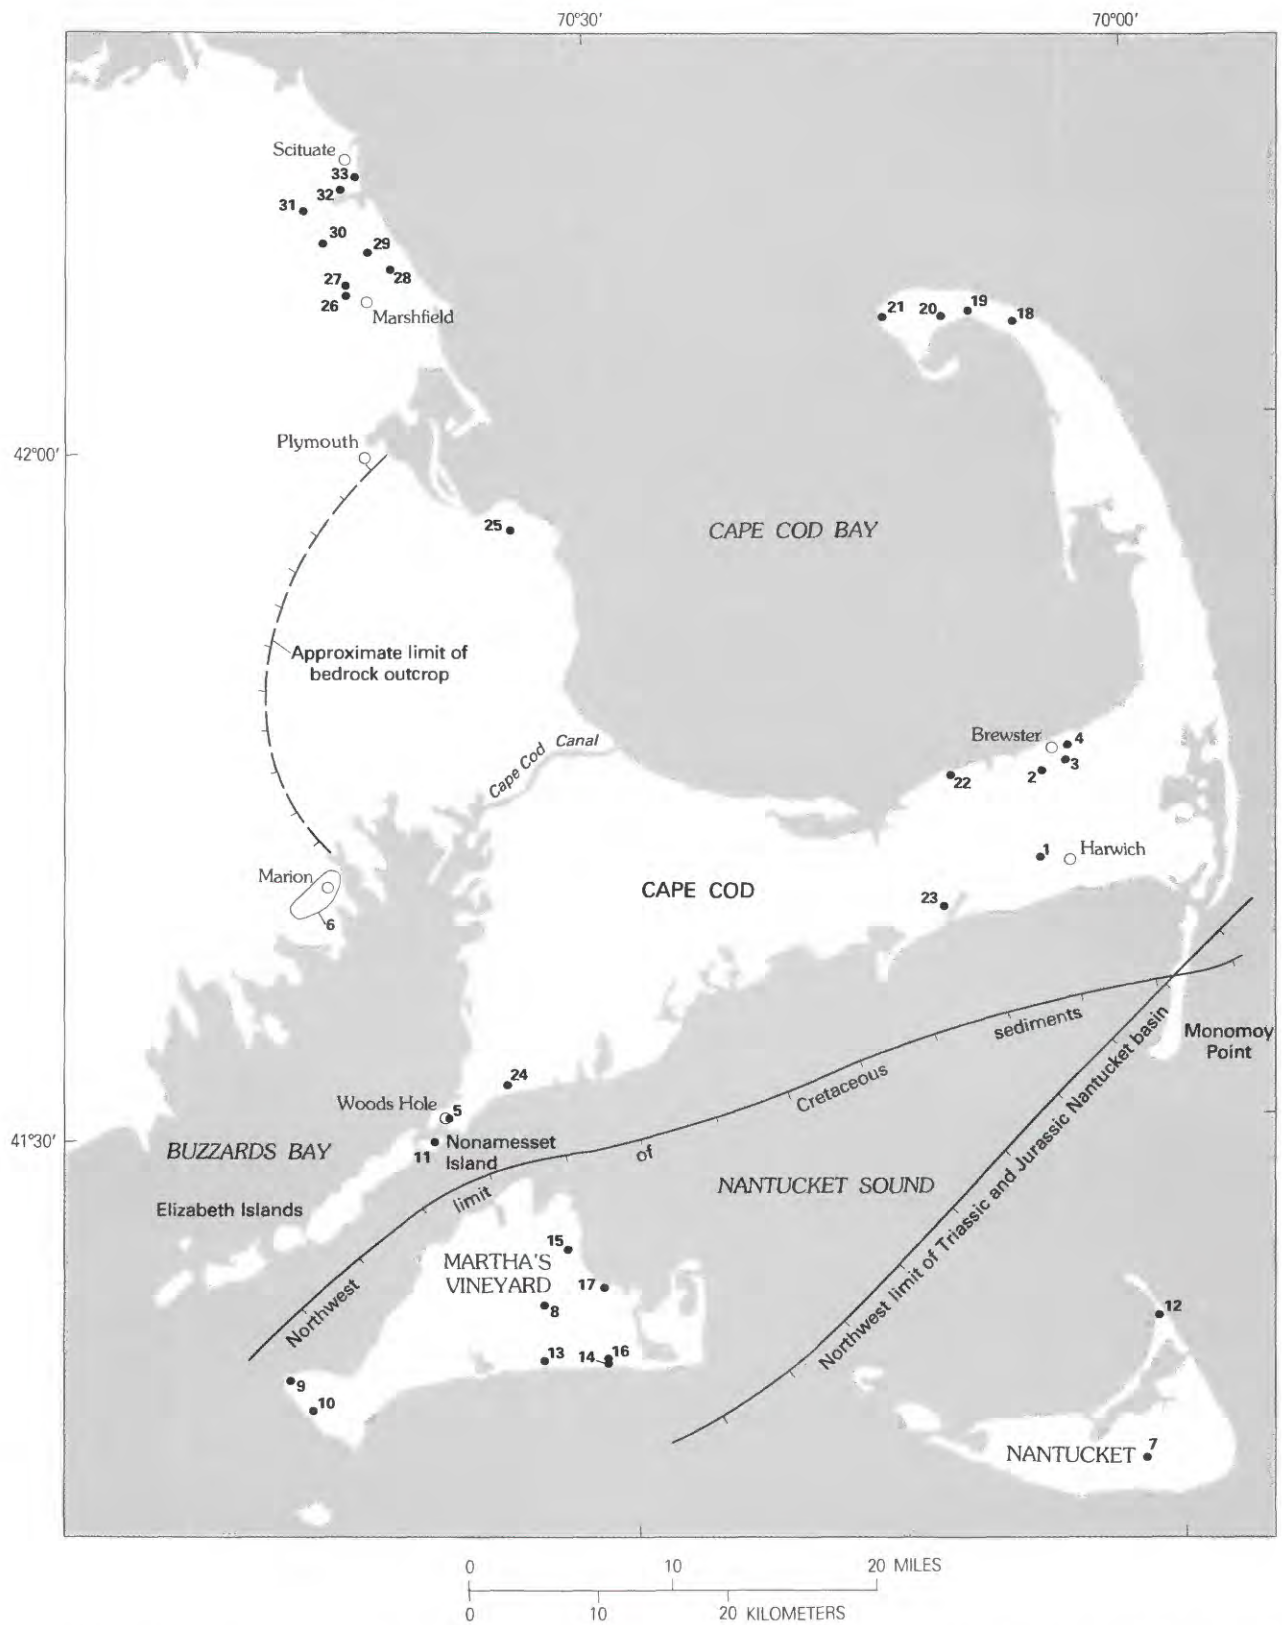 70°30′
70°00′
Scituate
33
32
31
30
29
28
27
26
Marshfield
21
20
19
18
Plymouth
42°00′
25
CAPE COD BAY
Approximate limit of
bedrock outcrop
Cape Cod Canal
Brewster
4
3
2
22
1
Harwich
Marion
6
CAPE COD
23
Monomoy
Point
24
Woods Hole
5
41°30′
BUZZARDS BAY
11
Nonamesset
Island
Elizabeth Islands
Northwest limit of Cretaceous sediments
NANTUCKET SOUND
Northwest limit of Triassic and Jurassic Nantucket basin
15
MARTHA'S
VINEYARD
17
8
12
13
16
14
9
10
NANTUCKET
7
0 10 20 MILES
0 10 20 KILOMETERS